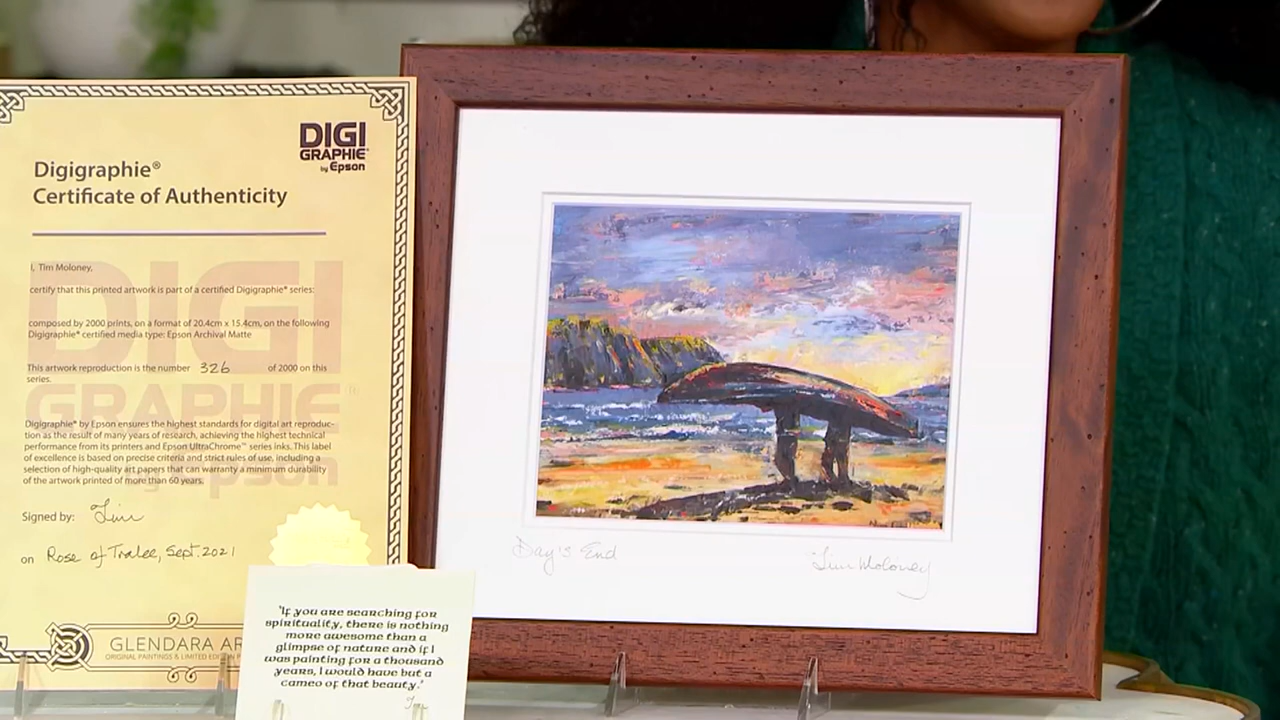 DIGI
GRAPHIE®
by Epson
Digigraphie®
Certificate of Authenticity
I, Tim Moloney,
certify that this printed artwork is part of a certified Digigraphie® series:
composed by 2000 prints, on a format of 20.4cm x 15.4cm, on the following
Digigraphie® certified media type: Epson Archival Matte
This artwork reproduction is the number 326 of 2000 on this
series.
DIGI
GRAPHIE
by Epson
Digigraphie® by Epson ensures the highest standards for digital art reproduc-
tion as the result of many years of research, achieving the highest technical
performance from its printers and Epson UltraChrome™ series inks. This label
of excellence is based on precise criteria and strict rules of use, including a
selection of high-quality art papers that can warranty a minimum durability
of the artwork printed of more than 60 years.
Signed by: Tim
on Rose of Tralee, Sept. 2021
GLENDARA AR
ORIGINAL PAINTINGS & LIMITED EDITION P
"If you are searching for
spirituality, there is nothing
more awesome than a
glimpse of nature and if I
was painting for a thousand
years, I would have but a
cameo of that beauty."
Tim
Day's End
Tim Moloney